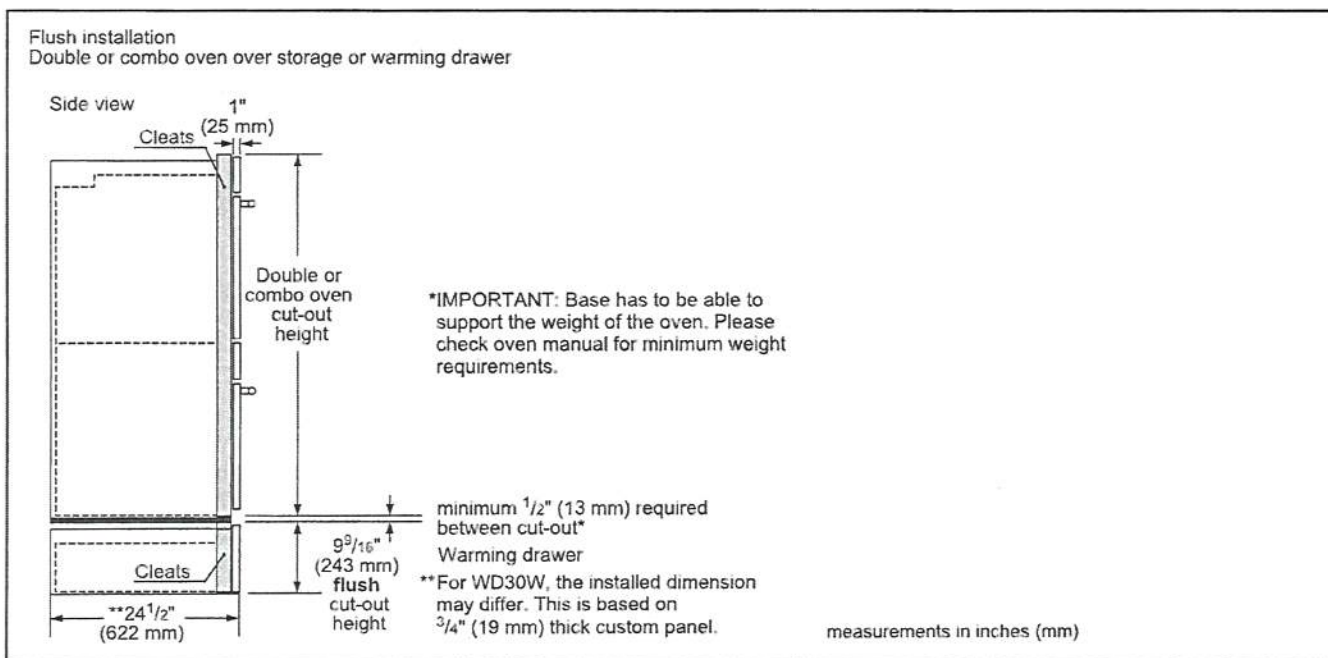 Flush installation
Double or combo oven over storage or warming drawer
Side view
1"
(25 mm)
Cleats
Double or
combo oven
cut-out
height
*IMPORTANT: Base has to be able to
support the weight of the oven. Please
check oven manual for minimum weight
requirements.
minimum 1/2" (13 mm) required
between cut-out*
9 9/16"
(243 mm)
flush
cut-out
height
Warming drawer
Cleats
**For WD30W, the installed dimension
may differ. This is based on
3/4" (19 mm) thick custom panel.
**24 1/2"
(622 mm)
measurements in inches (mm)